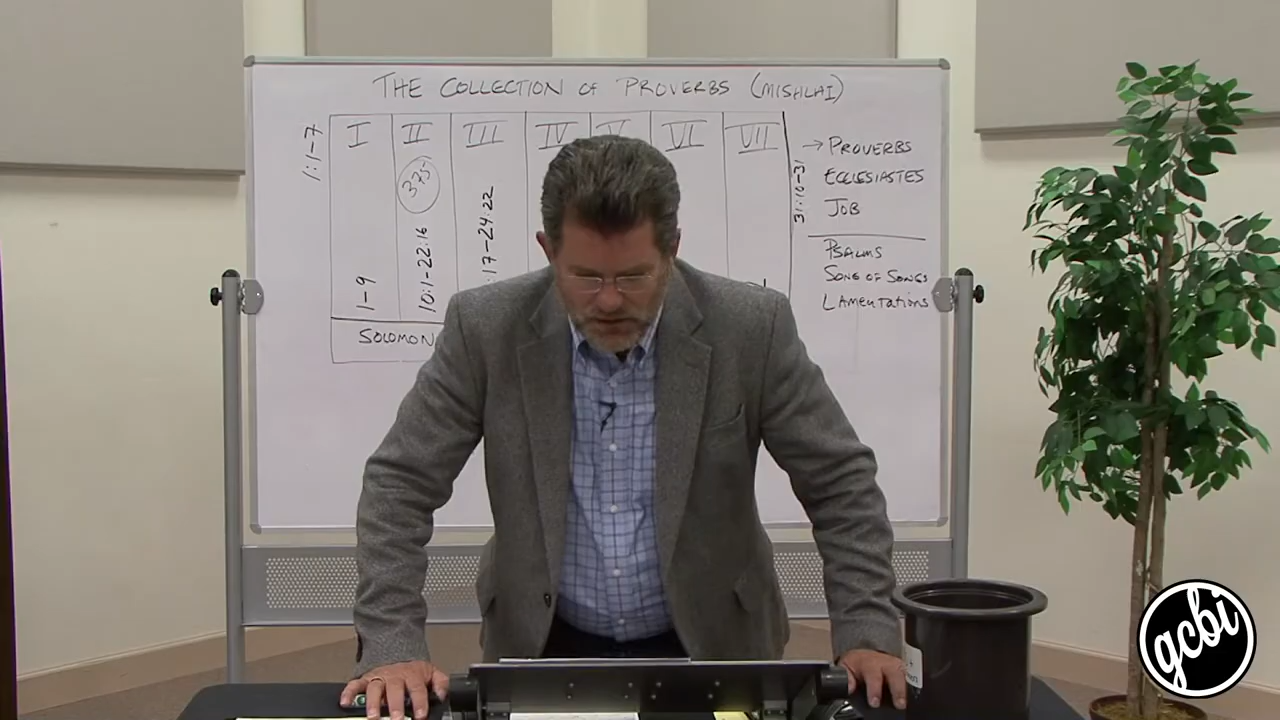 THE COLLECTION OF PROVERBS (MISHLAI)
1:1-7
I II III IV V VI VII
375
1-9
10:1-22:16
:17-24:22
31:10-31
SOLOMON
→ PROVERBS
ECCLESIASTES
JOB
PSALMS
SONG OF SONGS
LAMENTATIONS
gcbi